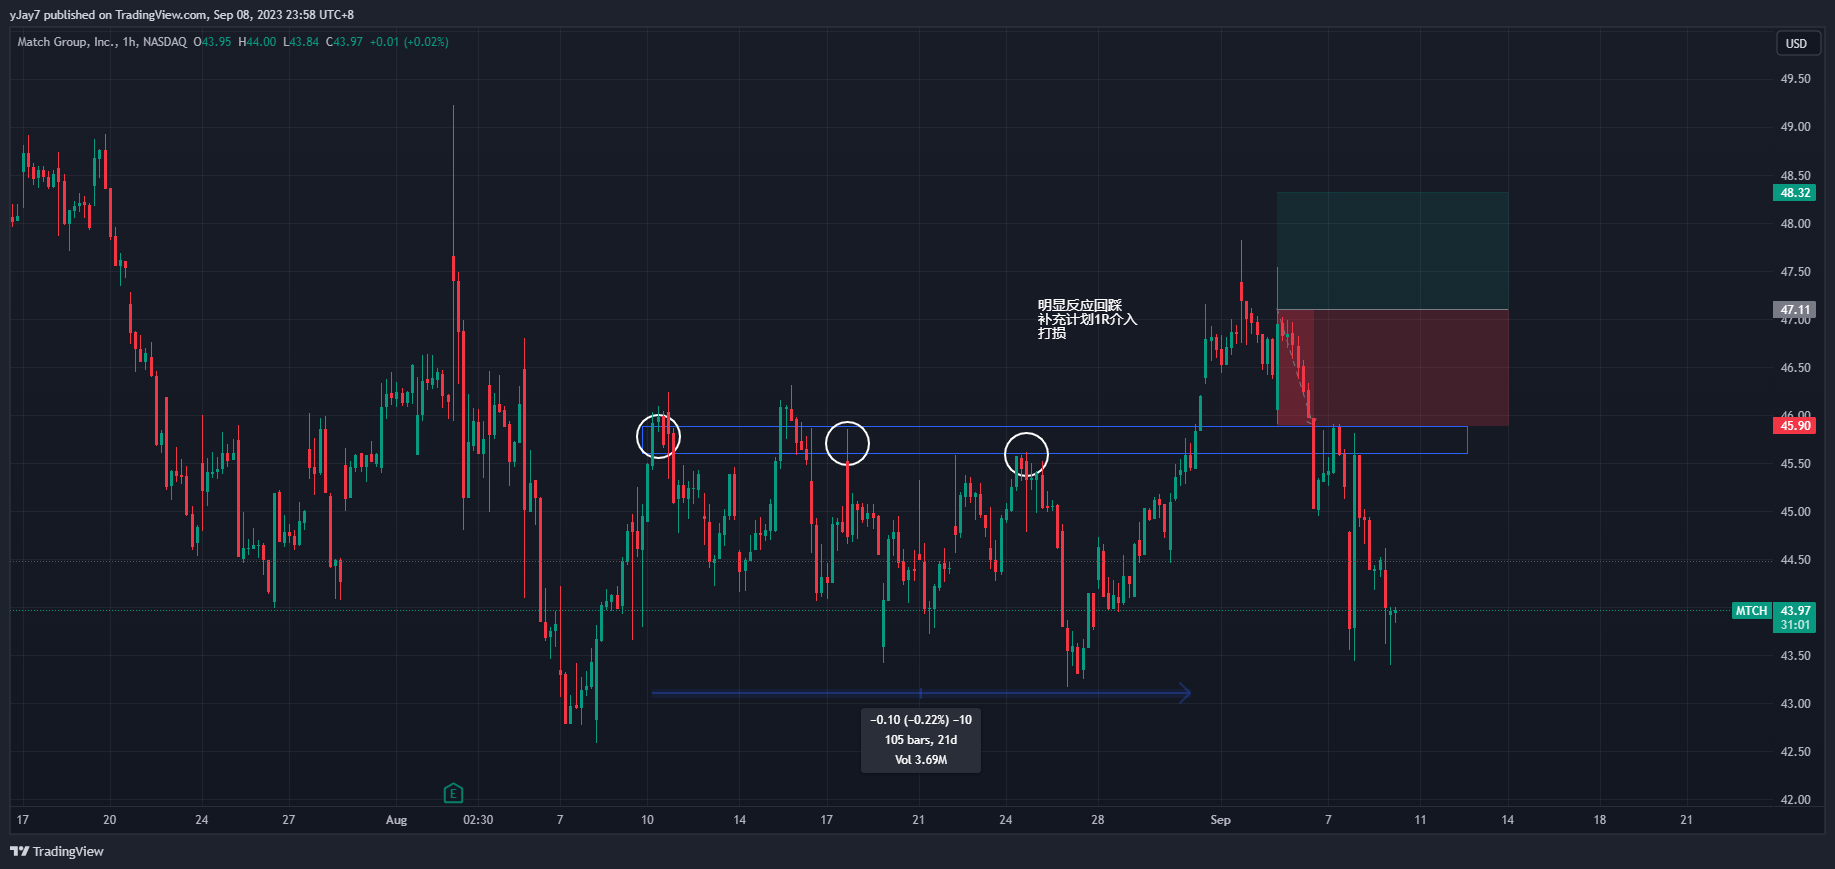 yJay7 published on TradingView.com, Sep 08, 2023 23:58 UTC+8
Match Group, Inc., 1h, NASDAQ O43.95 H44.00 L43.84 C43.97 +0.01 (+0.02%)
USD
49.50
49.00
48.50
48.32
48.00
47.50
明显反应回踩
补充计划1R介入
打损
47.11
47.00
46.50
46.00
45.90
45.50
45.00
44.50
MTCH 43.97
31:01
43.50
43.00
−0.10 (−0.22%) −10
105 bars, 21d
Vol 3.69M
42.50
E
42.00
17 20 24 27 Aug 02:30 7 10 14 17 21 24 28 Sep 7 11 14 18 21
TradingView